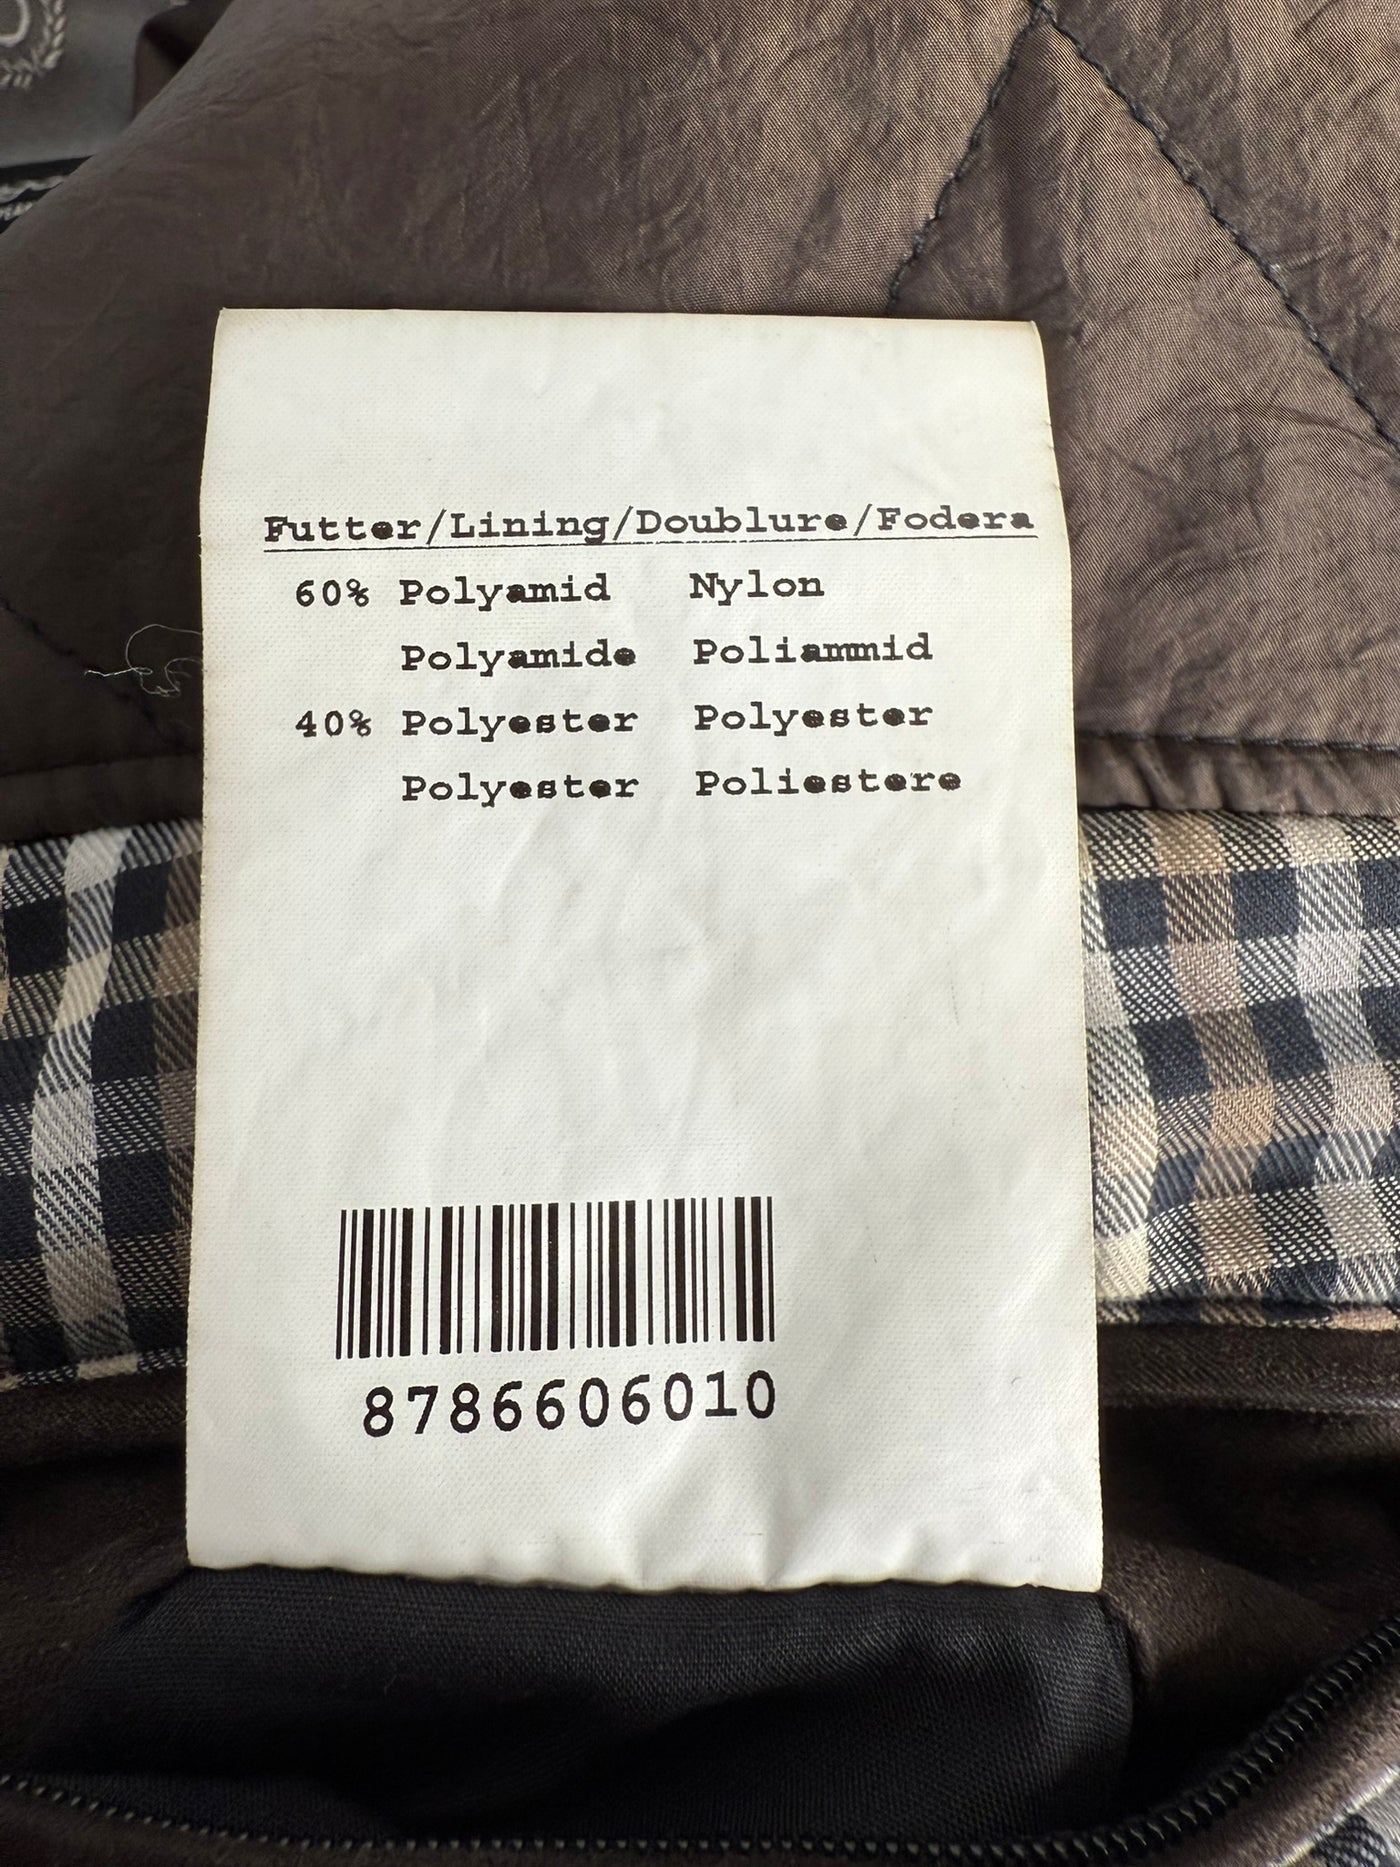 Futter/Lining/Doublure/Fodera
60% Polyamid Nylon
Polyamide Poliammid
40% Polyester Polyester
Polyester Poliestere
8786606010